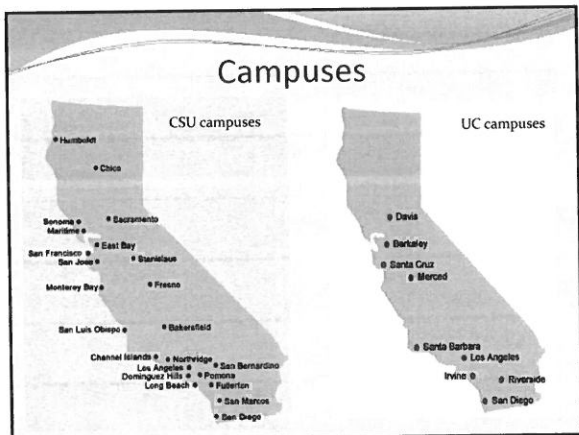 Campuses
CSU campuses
Humboldt
Chico
Sonoma
Sacramento
Maritime
East Bay
San Francisco
San Jose
Stanislaus
Monterey Bay
Fresno
San Luis Obispo
Bakersfield
Channel Islands
Northridge
Los Angeles
San Bernardino
Dominguez Hills
Pomona
Long Beach
Fullerton
San Marcos
San Diego
UC campuses
Davis
Berkeley
Santa Cruz
Merced
Santa Barbara
Los Angeles
Irvine
Riverside
San Diego